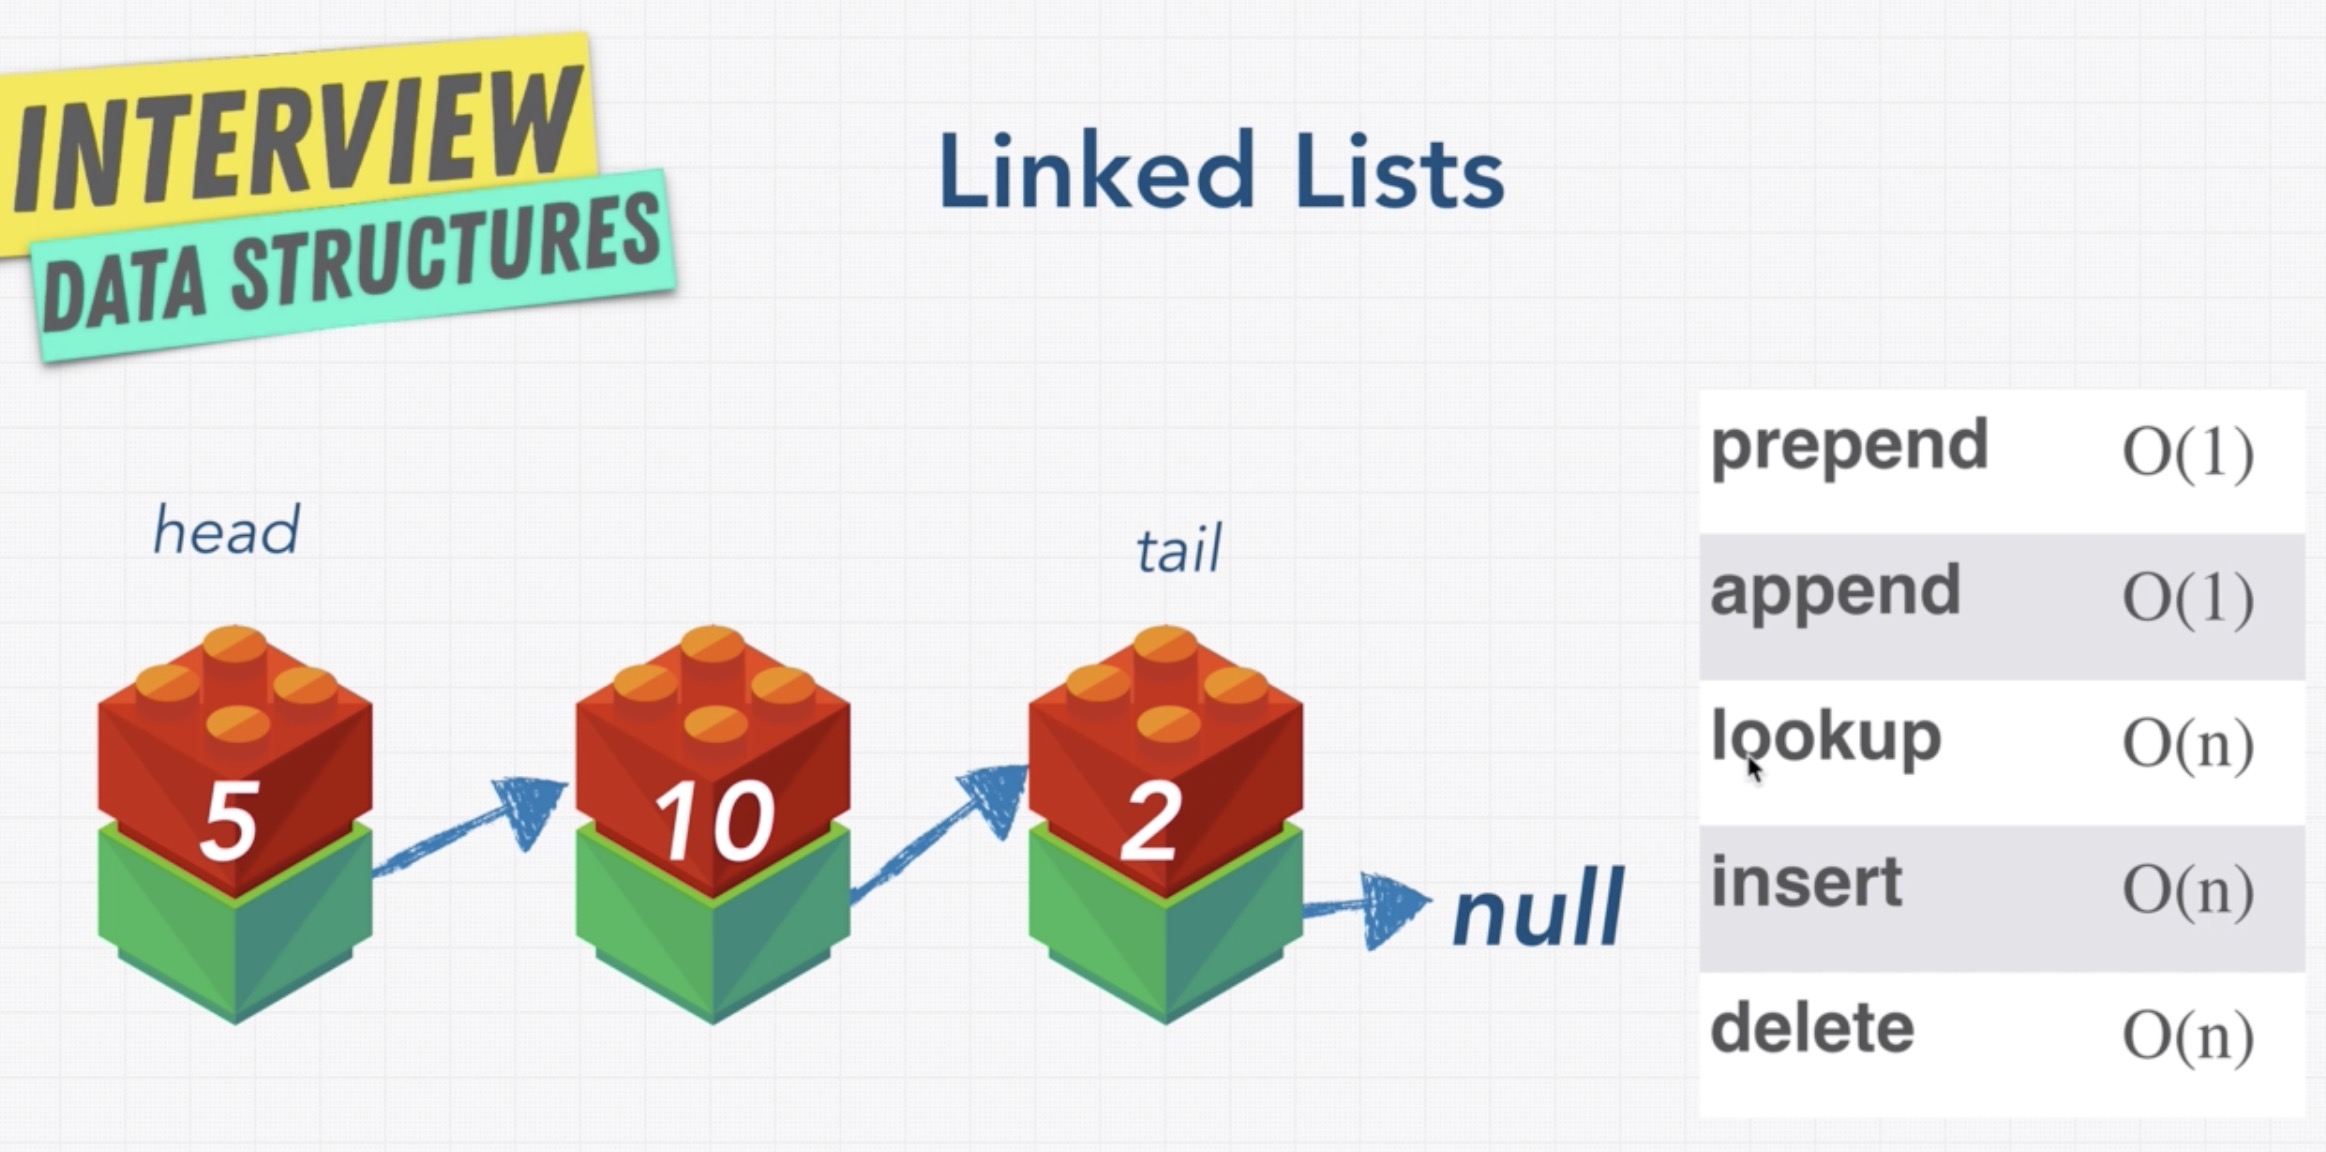 INTERVIEW
DATA STRUCTURES
Linked Lists
head
tail
5
10
2
null
prepend O(1)
append O(1)
lookup O(n)
insert O(n)
delete O(n)